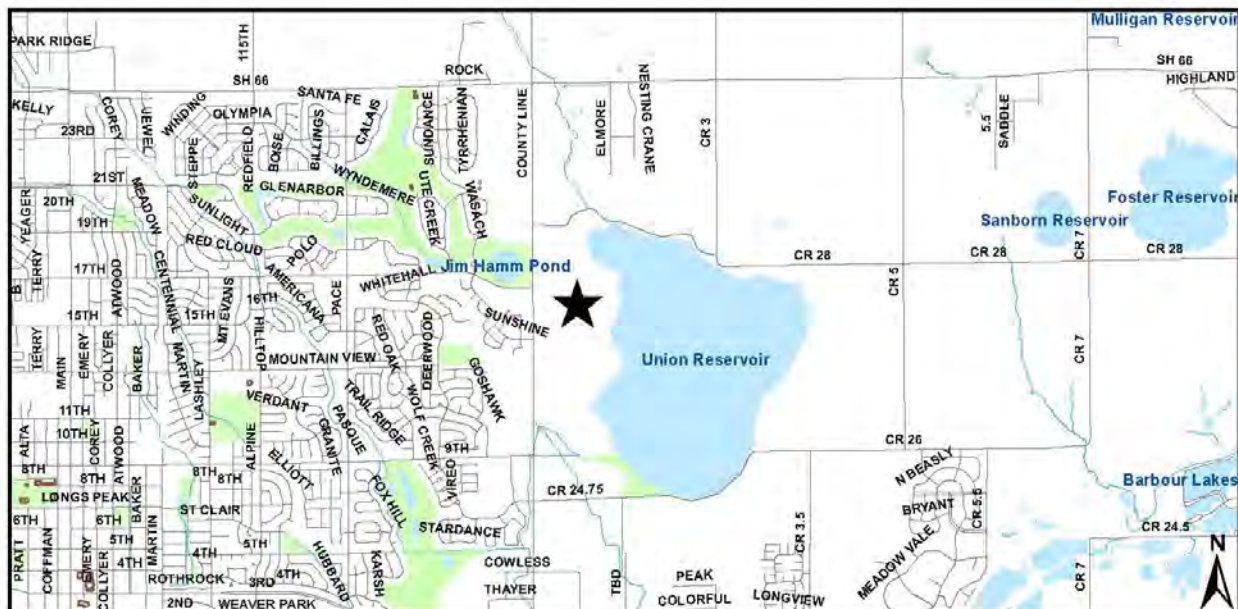 Mulligan Reservoir
PARK RIDGE
115TH
ROCK
SH 66
SH 66
HIGHLAND
KELLY
COREY
JEWEL
WINDING
OLYMPIA
SANTA FE
CALAIS
SUNDANCE
TYRRHENIAN
COUNTY LINE
ELMORE
NESTING CRANE
CR 3
5.5
SADDLE
23RD
STEPPE
REDFIELD
BOISE
BILLINGS
21ST
GLENARBOR
WYNDEMERE
UTE CREEK
WASACH
Foster Reservoir
Sanborn Reservoir
20TH
19TH
MEADOW
SUNLIGHT
YEAGER
TERRY
RED CLOUD
POLO
CR 7
CR 28
CR 28
17TH
ATWOOD
CENTENNIAL
AMERICANA
WHITEHALL
Jim Hamm Pond
CR 5
B
16TH
PACE
15TH
15TH
MT EVANS
SUNSHINE
TERRY
MAIN
EMERY
COLLYER
BAKER
MARTIN
HILLTOP
MOUNTAIN VIEW
RED OAK
DEERWOOD
GOSHAWK
Union Reservoir
CR 7
LASHLEY
VERDANT
GRANITE
PASQUE
TRAIL RIDGE
WOLF CREEK
11TH
10TH
ALTA
COREY
ATWOOD
ALPINE
9TH
CR 26
8TH
8TH
8TH
8TH
ELLIOTT
VIREO
N BEASLY
LONGS PEAK
BAKER
FOX HILL
CR 24.75
BRYANT
CR 5.5
Barbour Lakes
6TH
6TH
ST CLAIR
STARDANCE
CR 3.5
CR 24.5
5TH
5TH
4TH
4TH
MARTIN
HUBBARD
KARSH
COWLESS
MEADOW VALE
N
PRATT
COFFMAN
EMERY
COLLYER
ROTHROCK
3RD
4TH
THAYER
TBD
PEAK
CR 7
2ND
WEAVER PARK
COLORFUL
LONGVIEW